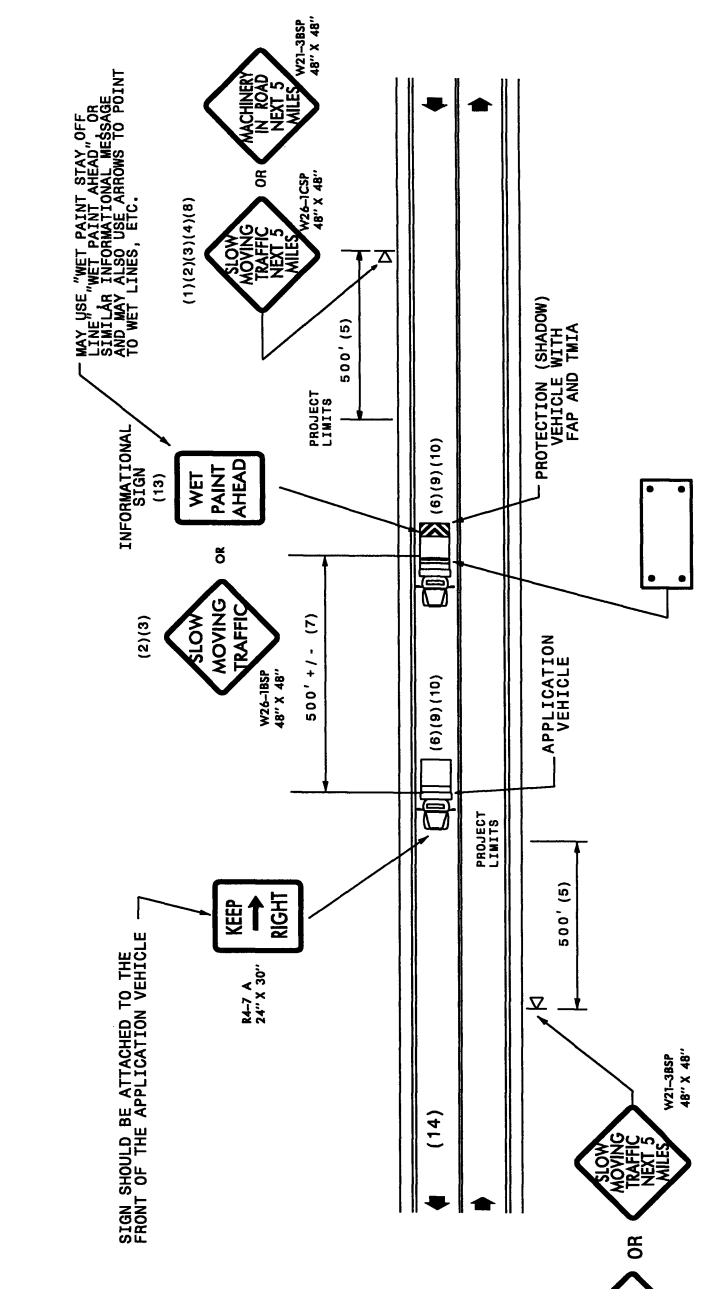 MAY USE "WET PAINT STAY OFF
LINE" "WET PAINT AHEAD", OR
SIMILAR INFORMATIONAL MESSAGE
AND MAY ALSO USE ARROWS TO POINT
TO WET LINES, ETC.
MACHINERY
IN ROAD
NEXT 5
MILES
W21-3BSP
48" X 48"
OR
(1)(2)(3)(4)(8)
SLOW
MOVING
TRAFFIC
NEXT 5
MILES
W26-1CSP
48" X 48"
500' (5)
PROJECT
LIMITS
INFORMATIONAL
SIGN
(13)
WET
PAINT
AHEAD
OR
(2)(3)
SLOW
MOVING
TRAFFIC
W26-1BSP
48" X 48"
500' +/- (7)
(6)(9)(10)
PROTECTION (SHADOW)
VEHICLE WITH
FAP AND TMIA
(6)(9)(10)
APPLICATION
VEHICLE
SIGN SHOULD BE ATTACHED TO THE
FRONT OF THE APPLICATION VEHICLE
KEEP
RIGHT
R4-7 A
24" X 30"
PROJECT
LIMITS
500' (5)
(14)
SLOW
MOVING
TRAFFIC
NEXT 5
MILES
W21-3BSP
48" X 48"
OR